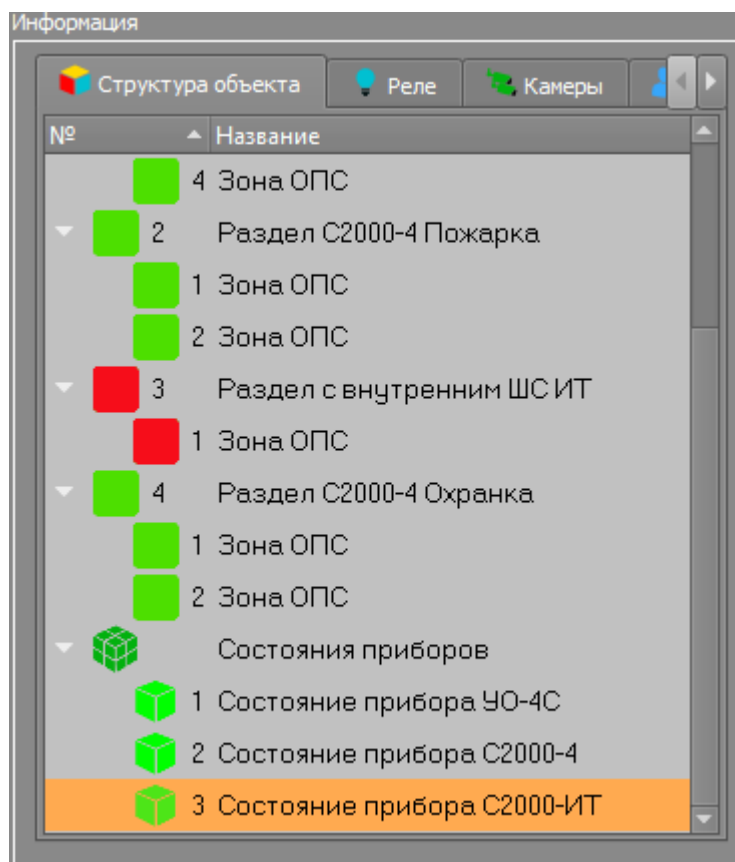 Информация
Структура объекта Реле Камеры
№ Название
4 Зона ОПС
2 Раздел С2000-4 Пожарка
1 Зона ОПС
2 Зона ОПС
3 Раздел с внутренним ШС ИТ
1 Зона ОПС
4 Раздел С2000-4 Охранка
1 Зона ОПС
2 Зона ОПС
Состояния приборов
1 Состояние прибора УО-4С
2 Состояние прибора С2000-4
3 Состояние прибора С2000-ИТ